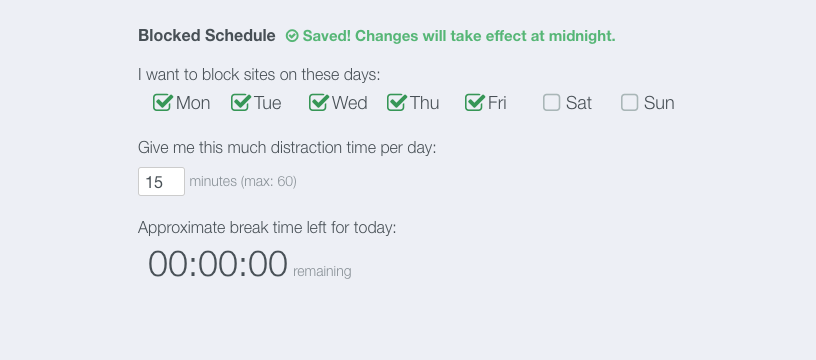 Blocked Schedule Saved! Changes will take effect at midnight.
I want to block sites on these days:
Mon Tue Wed Thu Fri Sat Sun
Give me this much distraction time per day:
15 minutes (max: 60)
Approximate break time left for today:
00:00:00 remaining